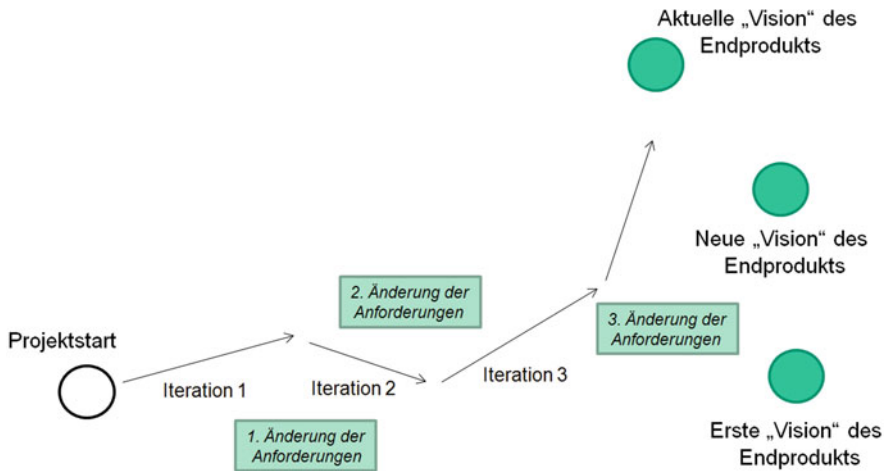 Aktuelle „Vision“ des
Endprodukts
Neue „Vision“ des
Endprodukts
2. Änderung der
Anforderungen
3. Änderung der
Anforderungen
Projektstart
Iteration 1
Iteration 2
Iteration 3
1. Änderung der
Anforderungen
Erste „Vision“ des
Endprodukts